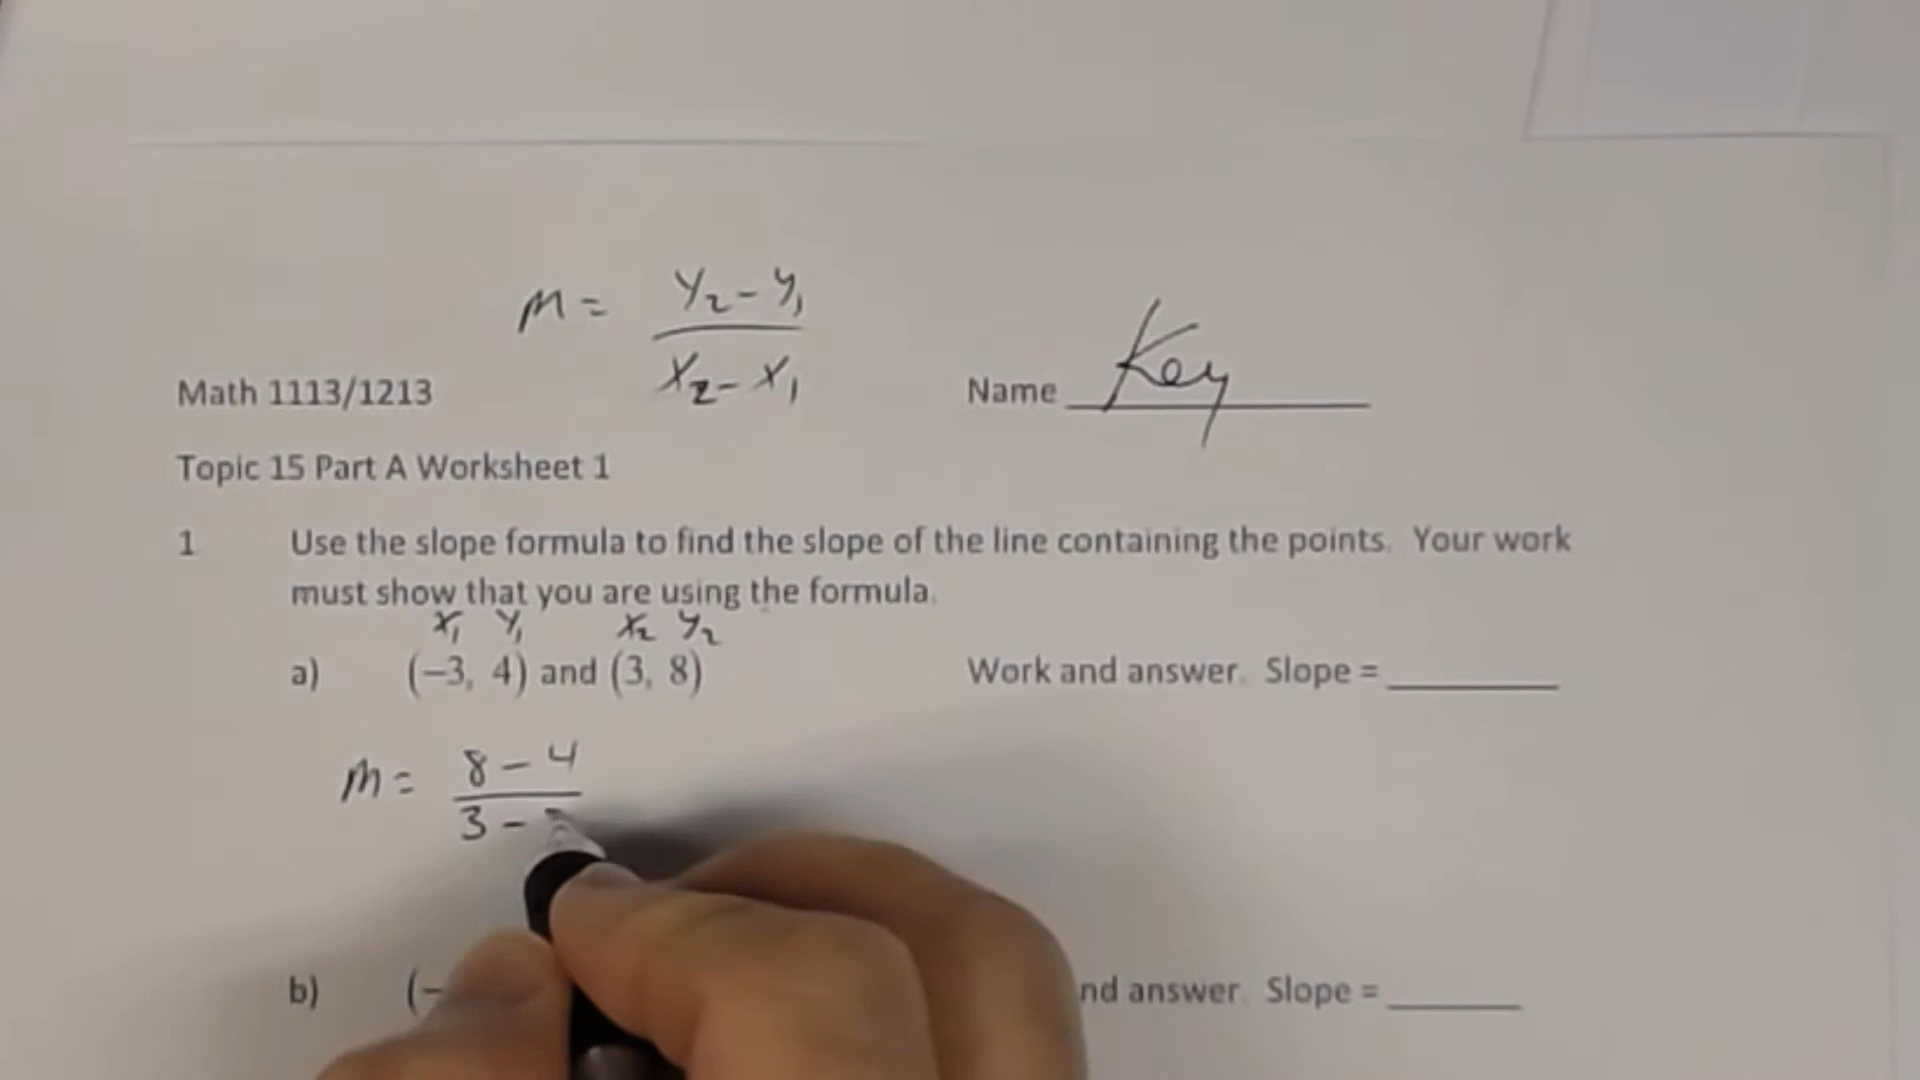 m = y₂ - y₁
x₂ - x₁
Math 1113/1213
Name Key
Topic 15 Part A Worksheet 1
1 Use the slope formula to find the slope of the line containing the points. Your work
must show that you are using the formula.
x₁ y₁ x₂ y₂
a) (−3, 4) and (3, 8) Work and answer. Slope =
m = 8 - 4
3 -
b) (− nd answer. Slope =